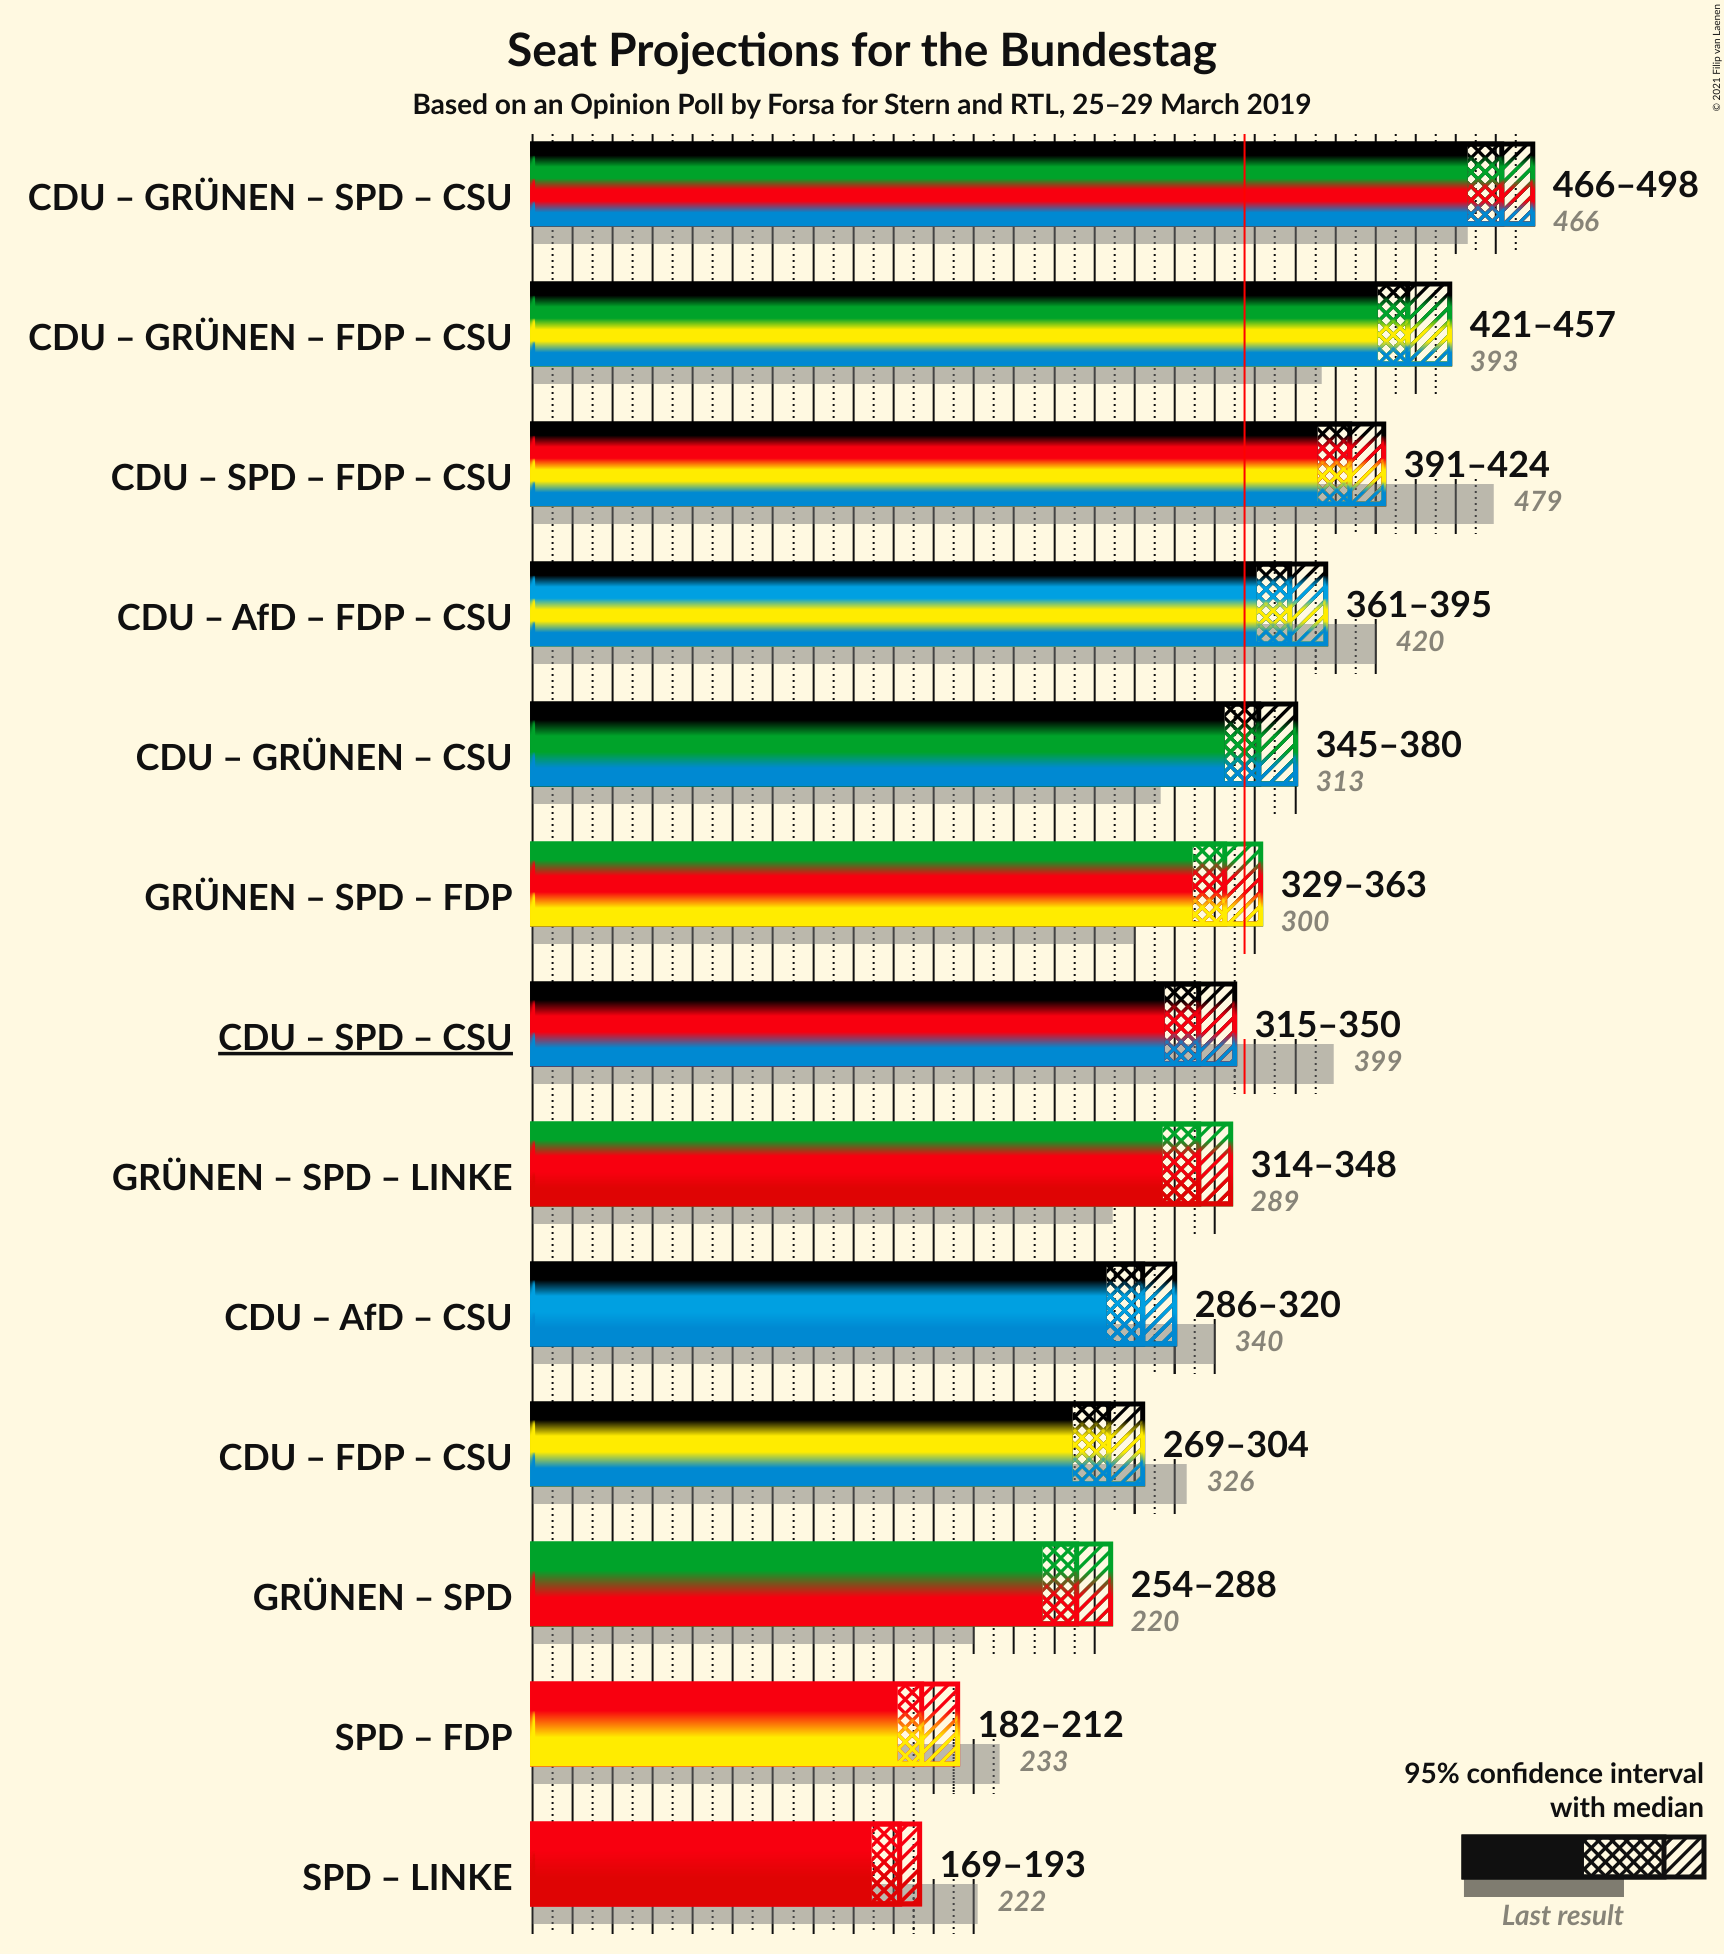 Seat Projections for the Bundestag
Based on an Opinion Poll by Forsa for Stern and RTL, 25–29 March 2019
© 2021 Filip van Laenen
CDU – GRÜNEN – SPD – CSU
466–498
466
CDU – GRÜNEN – FDP – CSU
421–457
393
CDU – SPD – FDP – CSU
391–424
479
CDU – AfD – FDP – CSU
361–395
420
CDU – GRÜNEN – CSU
345–380
313
GRÜNEN – SPD – FDP
329–363
300
CDU – SPD – CSU
315–350
399
GRÜNEN – SPD – LINKE
314–348
289
CDU – AfD – CSU
286–320
340
CDU – FDP – CSU
269–304
326
GRÜNEN – SPD
254–288
220
SPD – FDP
182–212
233
SPD – LINKE
169–193
222
95% confidence interval
with median
Last result